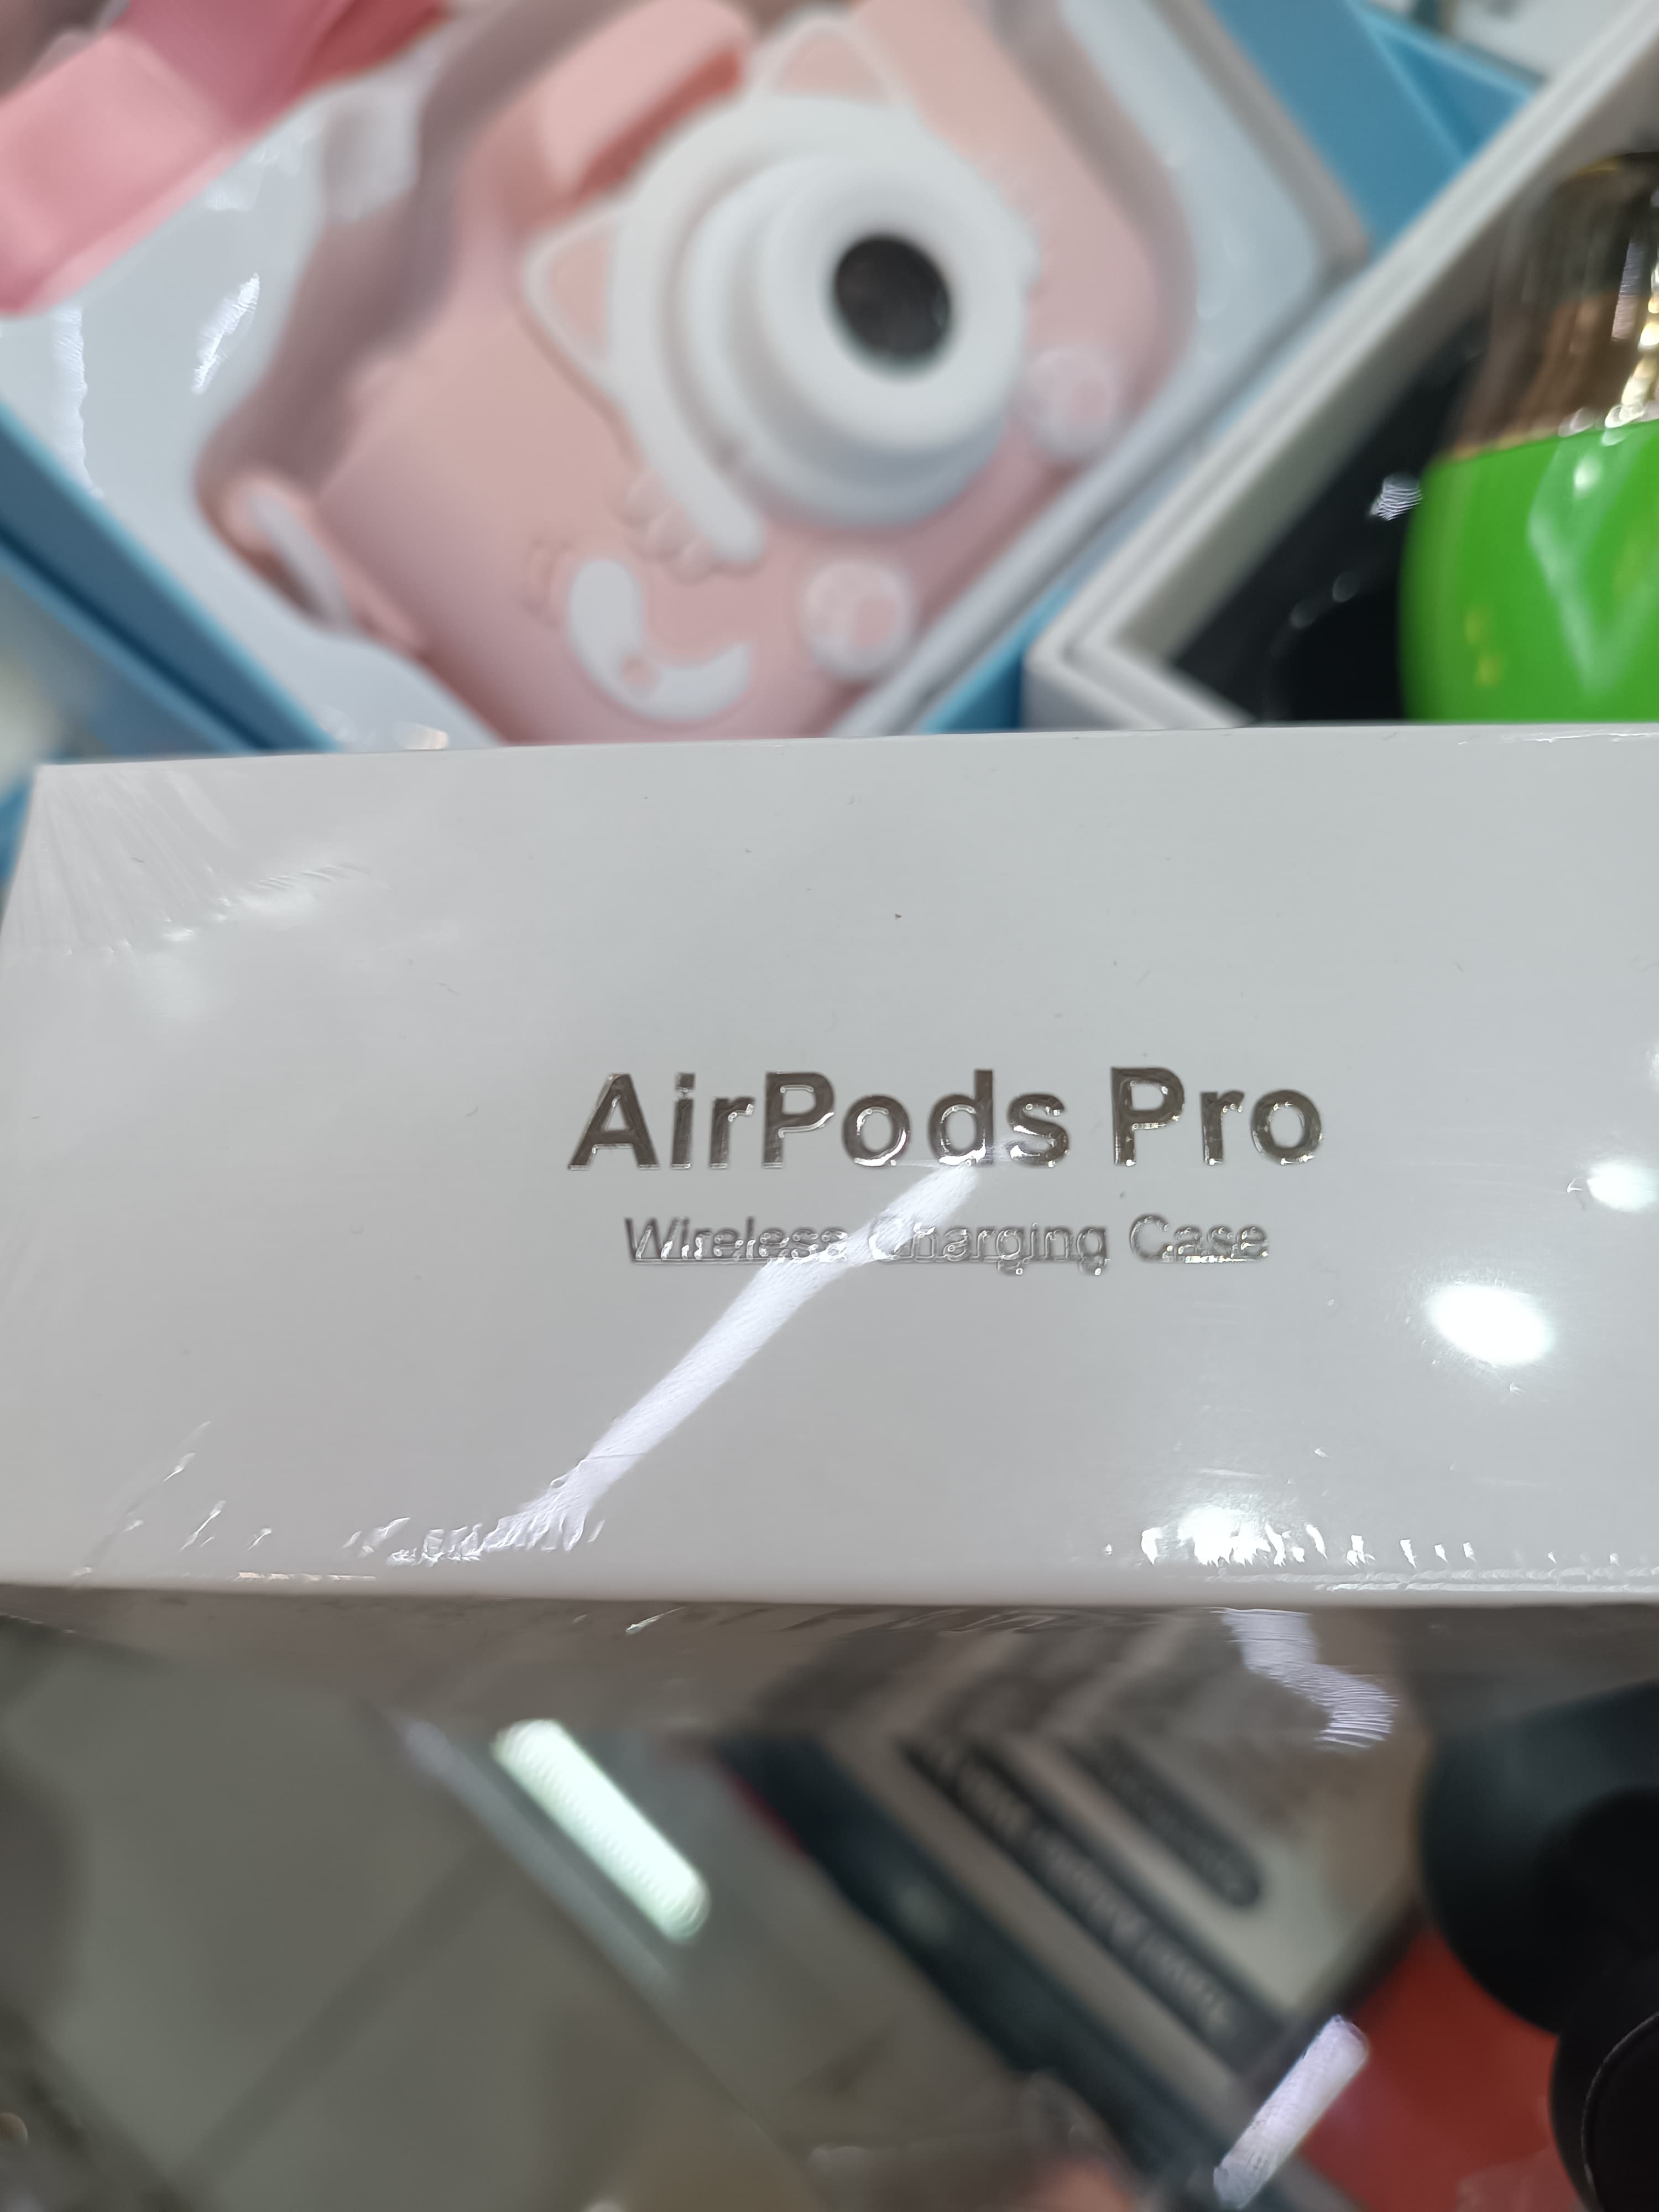 AirPods Pro
Wireless Charging Case